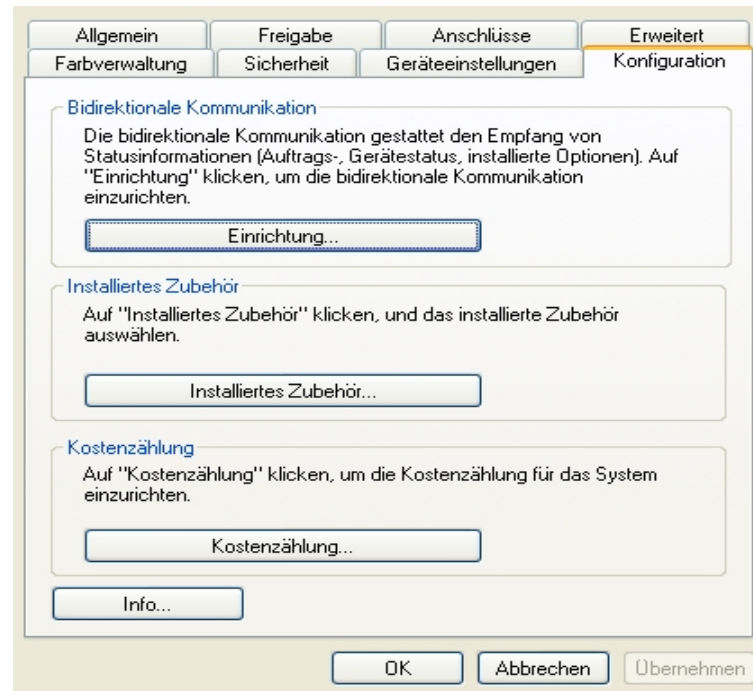 Allgemein Freigabe Anschlüsse Erweitert
Farbverwaltung Sicherheit Geräteeinstellungen Konfiguration
Bidirektionale Kommunikation
Die bidirektionale Kommunikation gestattet den Empfang von
Statusinformationen (Auftrags-, Gerätestatus, installierte Optionen). Auf
"Einrichtung" klicken, um die bidirektionale Kommunikation
einzurichten.
Einrichtung...
Installiertes Zubehör
Auf "Installiertes Zubehör" klicken, und das installierte Zubehör
auswählen.
Installiertes Zubehör...
Kostenzählung
Auf "Kostenzählung" klicken, um die Kostenzählung für das System
einzurichten.
Kostenzählung...
Info...
OK Abbrechen Übernehmen